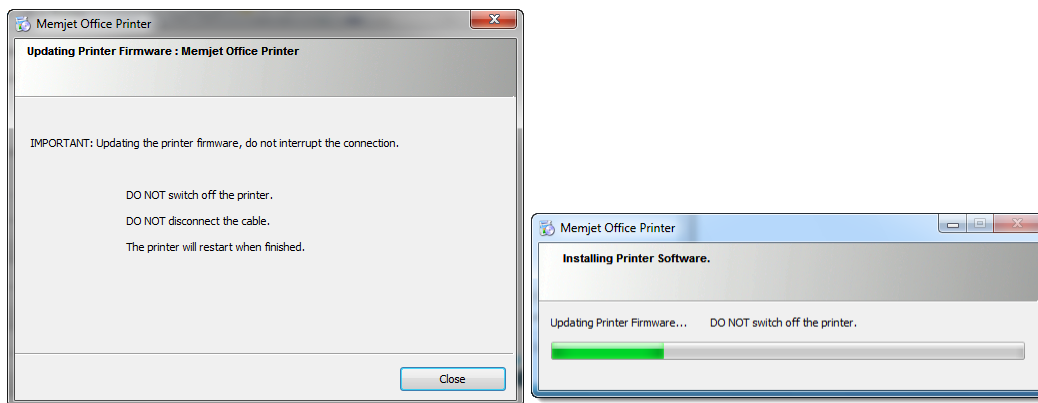 Memjet Office Printer
Updating Printer Firmware : Memjet Office Printer
IMPORTANT: Updating the printer firmware, do not interrupt the connection.
DO NOT switch off the printer.
DO NOT disconnect the cable.
The printer will restart when finished.
Close
Memjet Office Printer
Installing Printer Software.
Updating Printer Firmware... DO NOT switch off the printer.